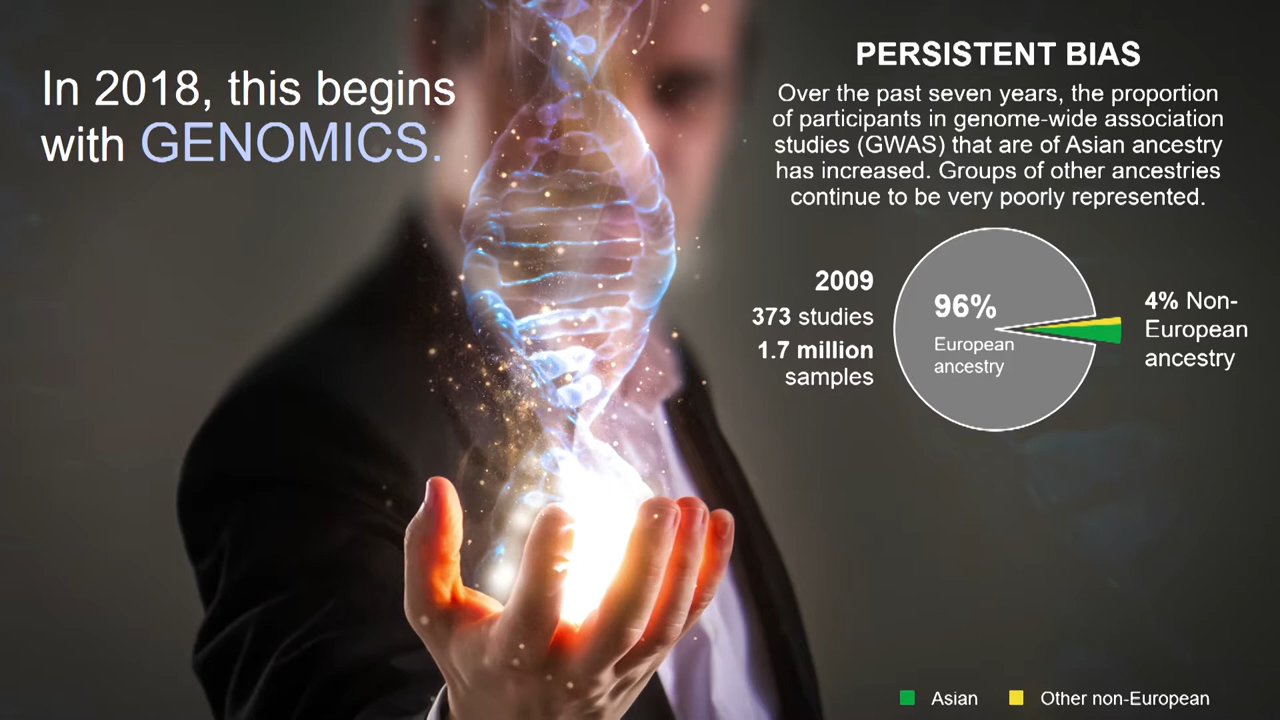 In 2018, this begins
with GENOMICS.
PERSISTENT BIAS
Over the past seven years, the proportion
of participants in genome-wide association
studies (GWAS) that are of Asian ancestry
has increased. Groups of other ancestries
continue to be very poorly represented.
2009
373 studies
1.7 million
samples
96%
European
ancestry
4% Non-
European
ancestry
Asian
Other non-European